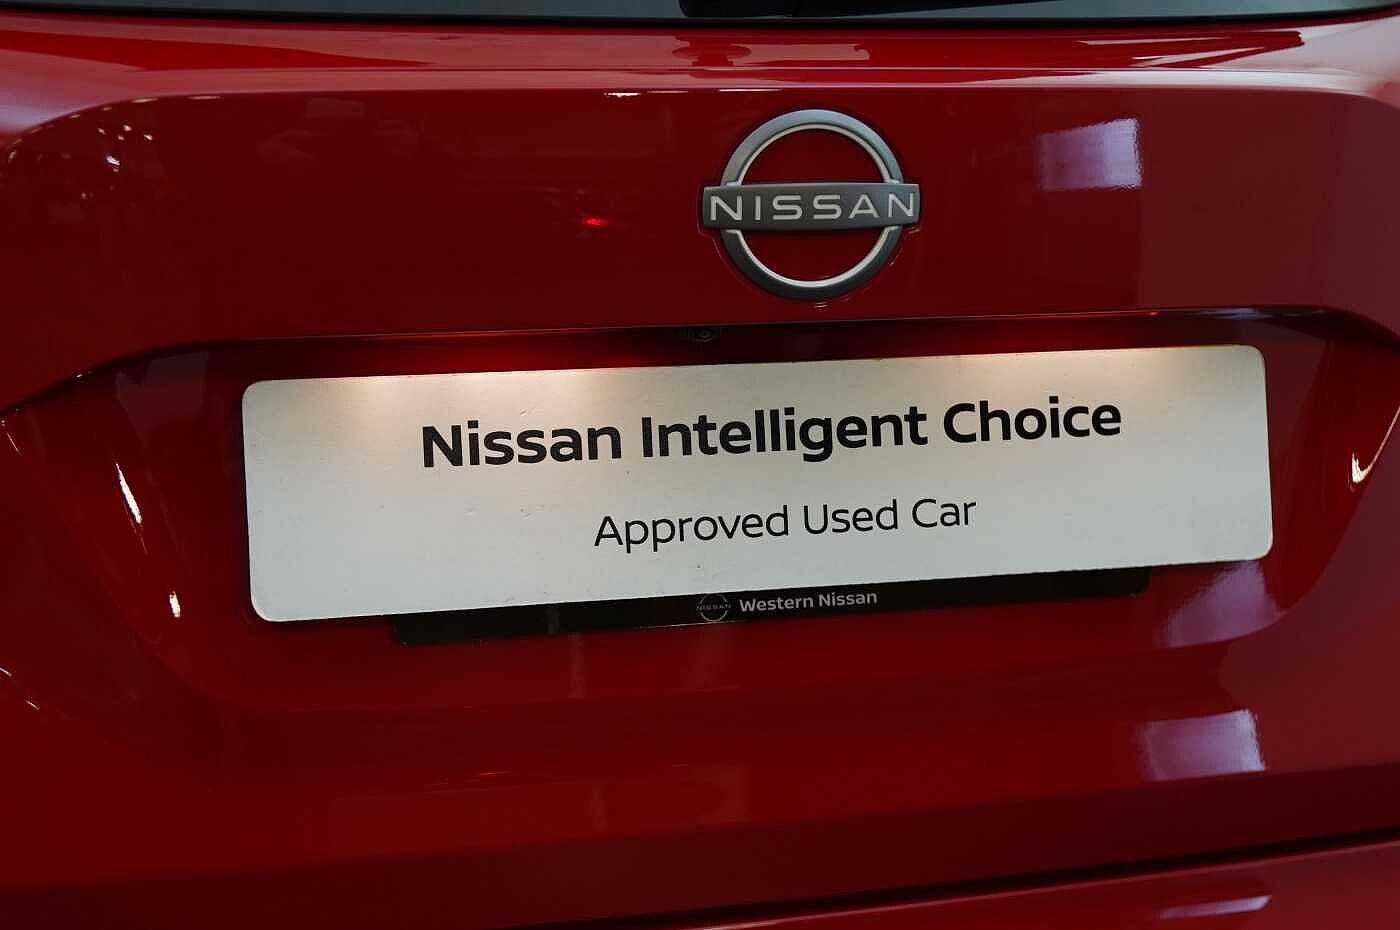 NISSAN
Nissan Intelligent Choice
Approved Used Car
NISSAN Western Nissan